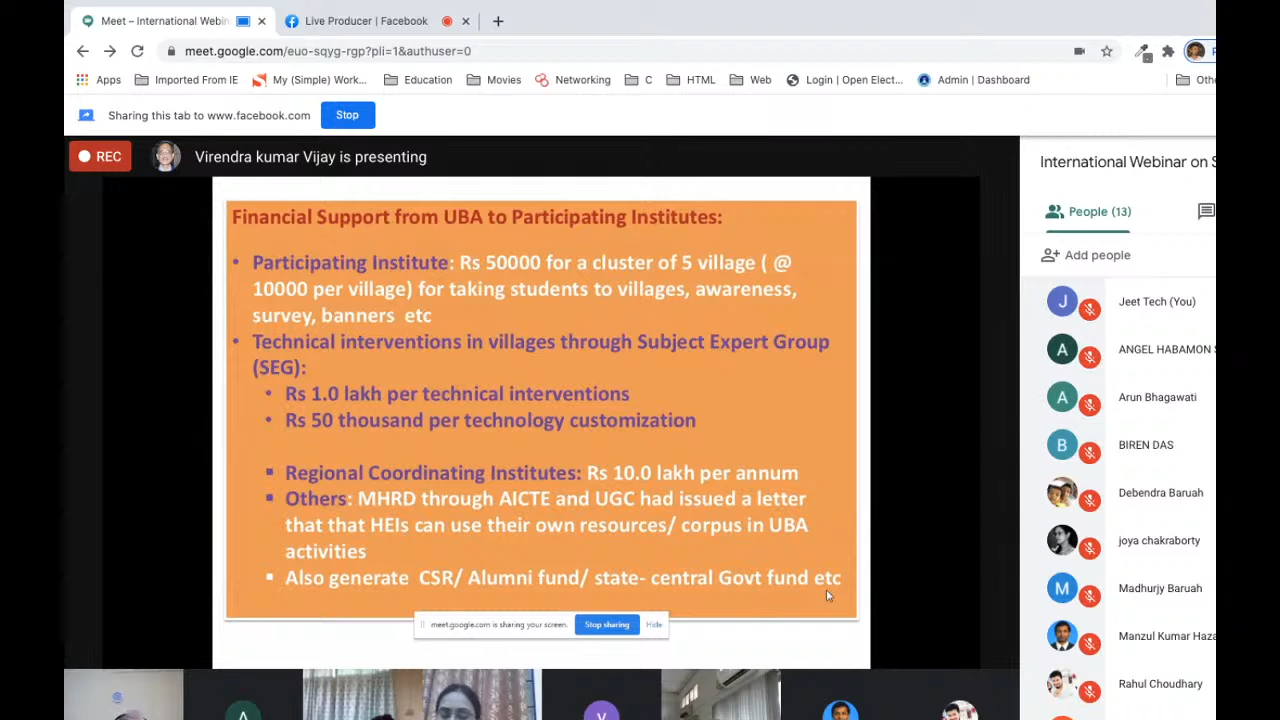 Meet – International Webin
Live Producer | Facebook
meet.google.com/euo-sqyg-rgp?pli=1&authuser=0
Apps
Imported From IE
My (Simple) Work...
Education
Movies
Networking
C
HTML
Web
Login | Open Elect...
Admin | Dashboard
Othe
Sharing this tab to www.facebook.com
Stop
REC
Virendra kumar Vijay is presenting
Financial Support from UBA to Participating Institutes:
• Participating Institute: Rs 50000 for a cluster of 5 village ( @
10000 per village) for taking students to villages, awareness,
survey, banners etc
• Technical interventions in villages through Subject Expert Group
(SEG):
• Rs 1.0 lakh per technical interventions
• Rs 50 thousand per technology customization
▪ Regional Coordinating Institutes: Rs 10.0 lakh per annum
▪ Others: MHRD through AICTE and UGC had issued a letter
that that HEIs can use their own resources/ corpus in UBA
activities
▪ Also generate CSR/ Alumni fund/ state- central Govt fund etc
meet.google.com is sharing your screen.
Stop sharing
Hide
International Webinar on S
People (13)
Add people
J
Jeet Tech (You)
A
ANGEL HABAMON S
A
Arun Bhagawati
B
BIREN DAS
Debendra Baruah
joya chakraborty
M
Madhurjy Baruah
Manzul Kumar Haza
Rahul Choudhary
A
V